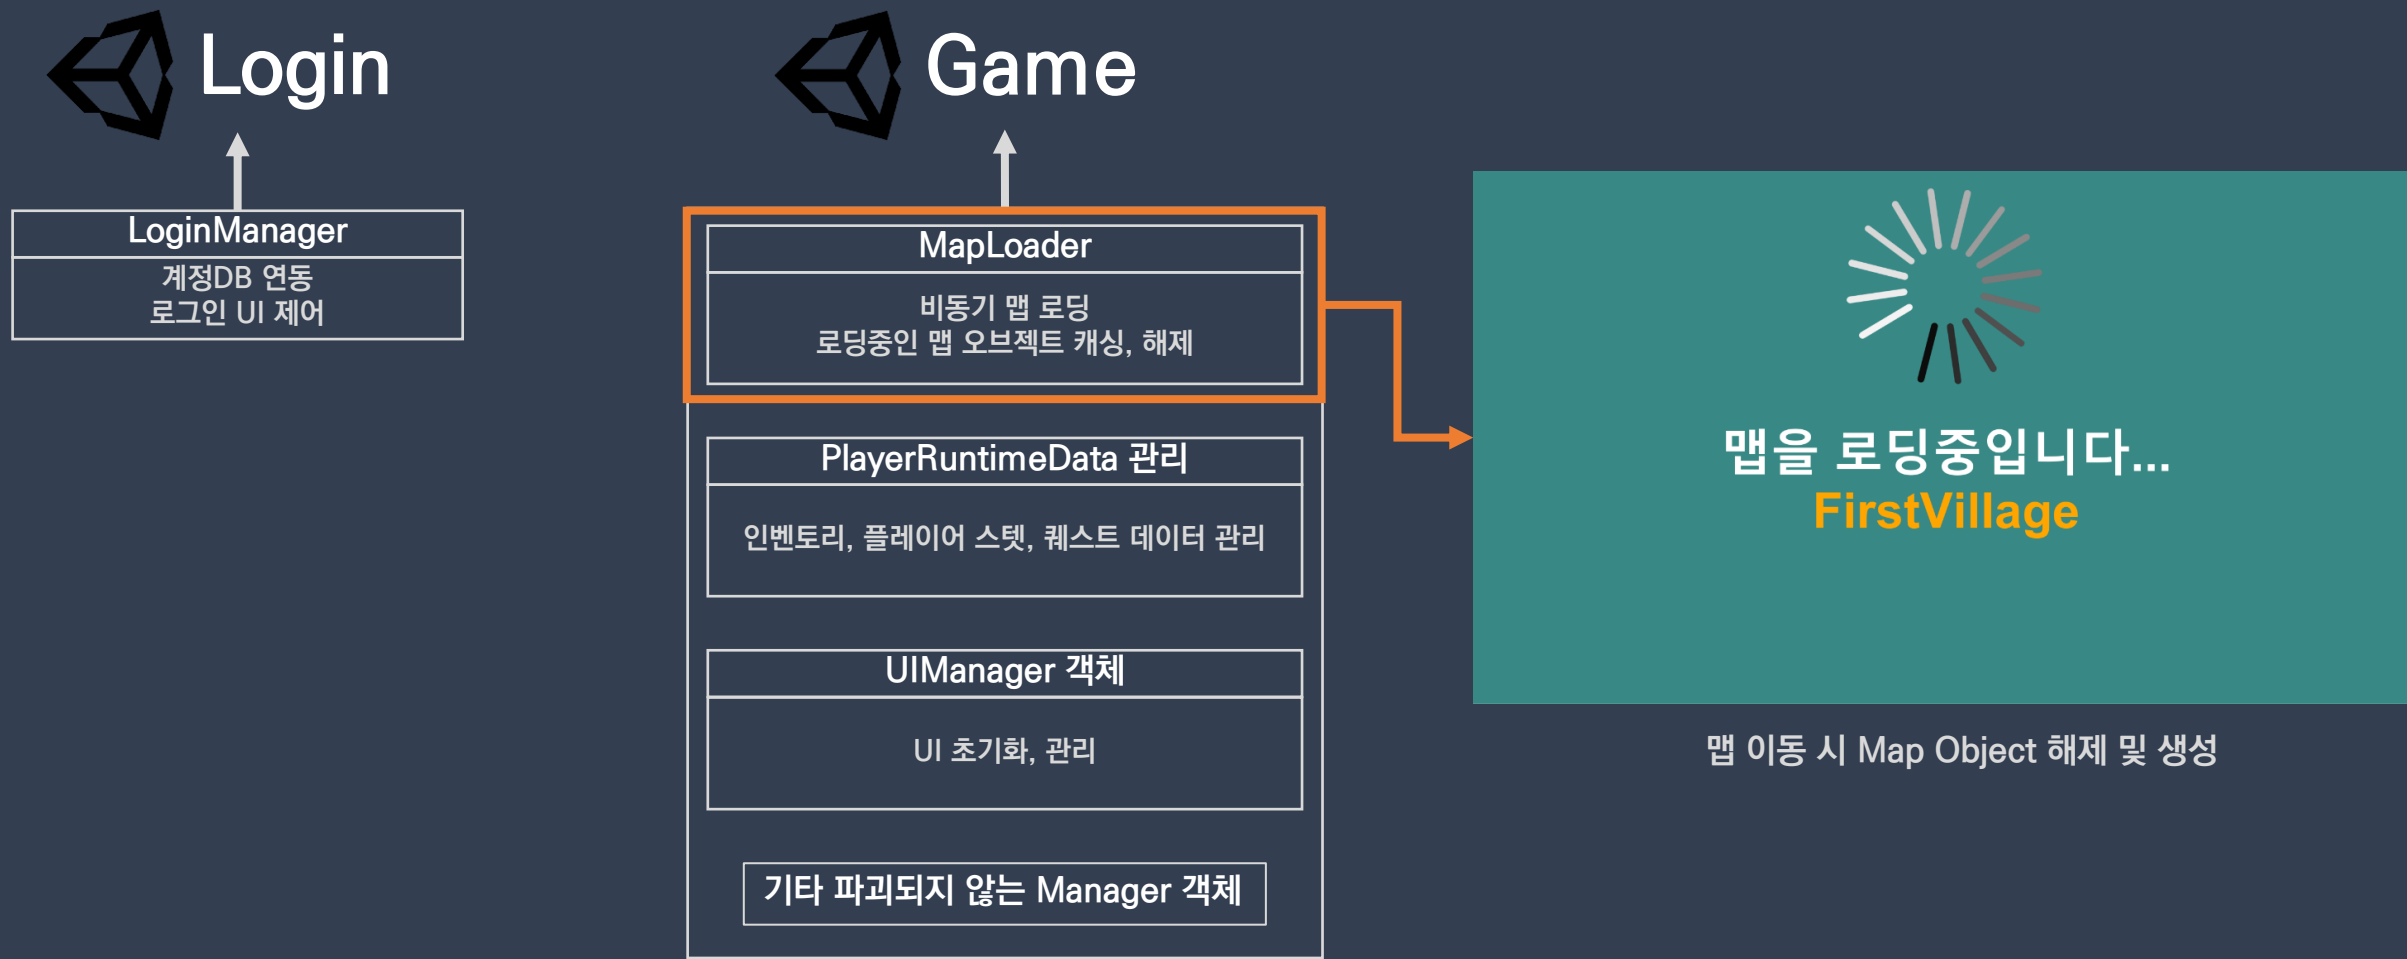 Login
LoginManager
계정DB 연동
로그인 UI 제어
Game
MapLoader
비동기 맵 로딩
로딩중인 맵 오브젝트 캐싱, 해제
PlayerRuntimeData 관리
인벤토리, 플레이어 스텟, 퀘스트 데이터 관리
UIManager 객체
UI 초기화, 관리
기타 파괴되지 않는 Manager 객체
맵을 로딩중입니다...
FirstVillage
맵 이동 시 Map Object 해제 및 생성